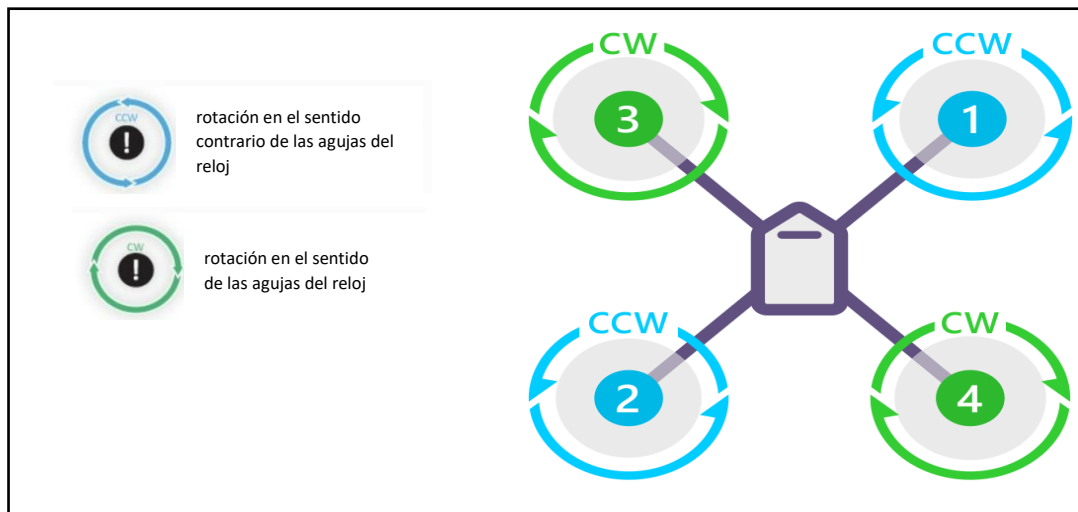 CCW
!
rotación en el sentido
contrario de las agujas del
reloj
CW
!
rotación en el sentido
de las agujas del reloj
CW
3
CCW
1
CCW
2
CW
4